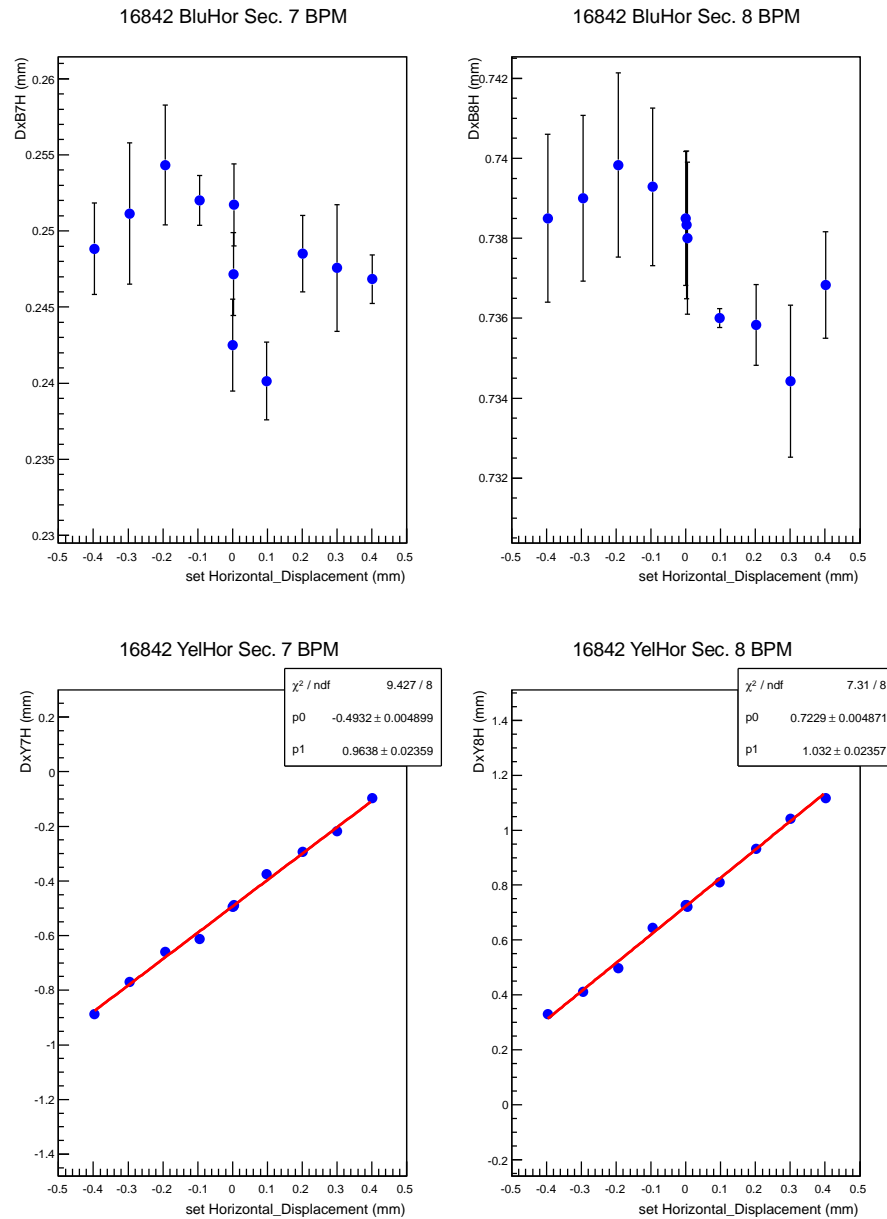 16842 BluHor Sec. 7 BPM
DxB7H (mm)
0.26
0.255
0.25
0.245
0.24
0.235
0.23
-0.5 -0.4 -0.3 -0.2 -0.1 0 0.1 0.2 0.3 0.4 0.5
set Horizontal_Displacement (mm)
16842 BluHor Sec. 8 BPM
DxB8H (mm)
0.742
0.74
0.738
0.736
0.734
0.732
-0.5 -0.4 -0.3 -0.2 -0.1 0 0.1 0.2 0.3 0.4 0.5
set Horizontal_Displacement (mm)
16842 YelHor Sec. 7 BPM
χ² / ndf 9.427 / 8
p0 -0.4932 ± 0.004899
p1 0.9638 ± 0.02359
DxY7H (mm)
0.2
0
-0.2
-0.4
-0.6
-0.8
-1
-1.2
-1.4
-0.5 -0.4 -0.3 -0.2 -0.1 0 0.1 0.2 0.3 0.4 0.5
set Horizontal_Displacement (mm)
16842 YelHor Sec. 8 BPM
χ² / ndf 7.31 / 8
p0 0.7229 ± 0.004871
p1 1.032 ± 0.02357
DxY8H (mm)
1.4
1.2
1
0.8
0.6
0.4
0.2
0
-0.2
-0.5 -0.4 -0.3 -0.2 -0.1 0 0.1 0.2 0.3 0.4 0.5
set Horizontal_Displacement (mm)